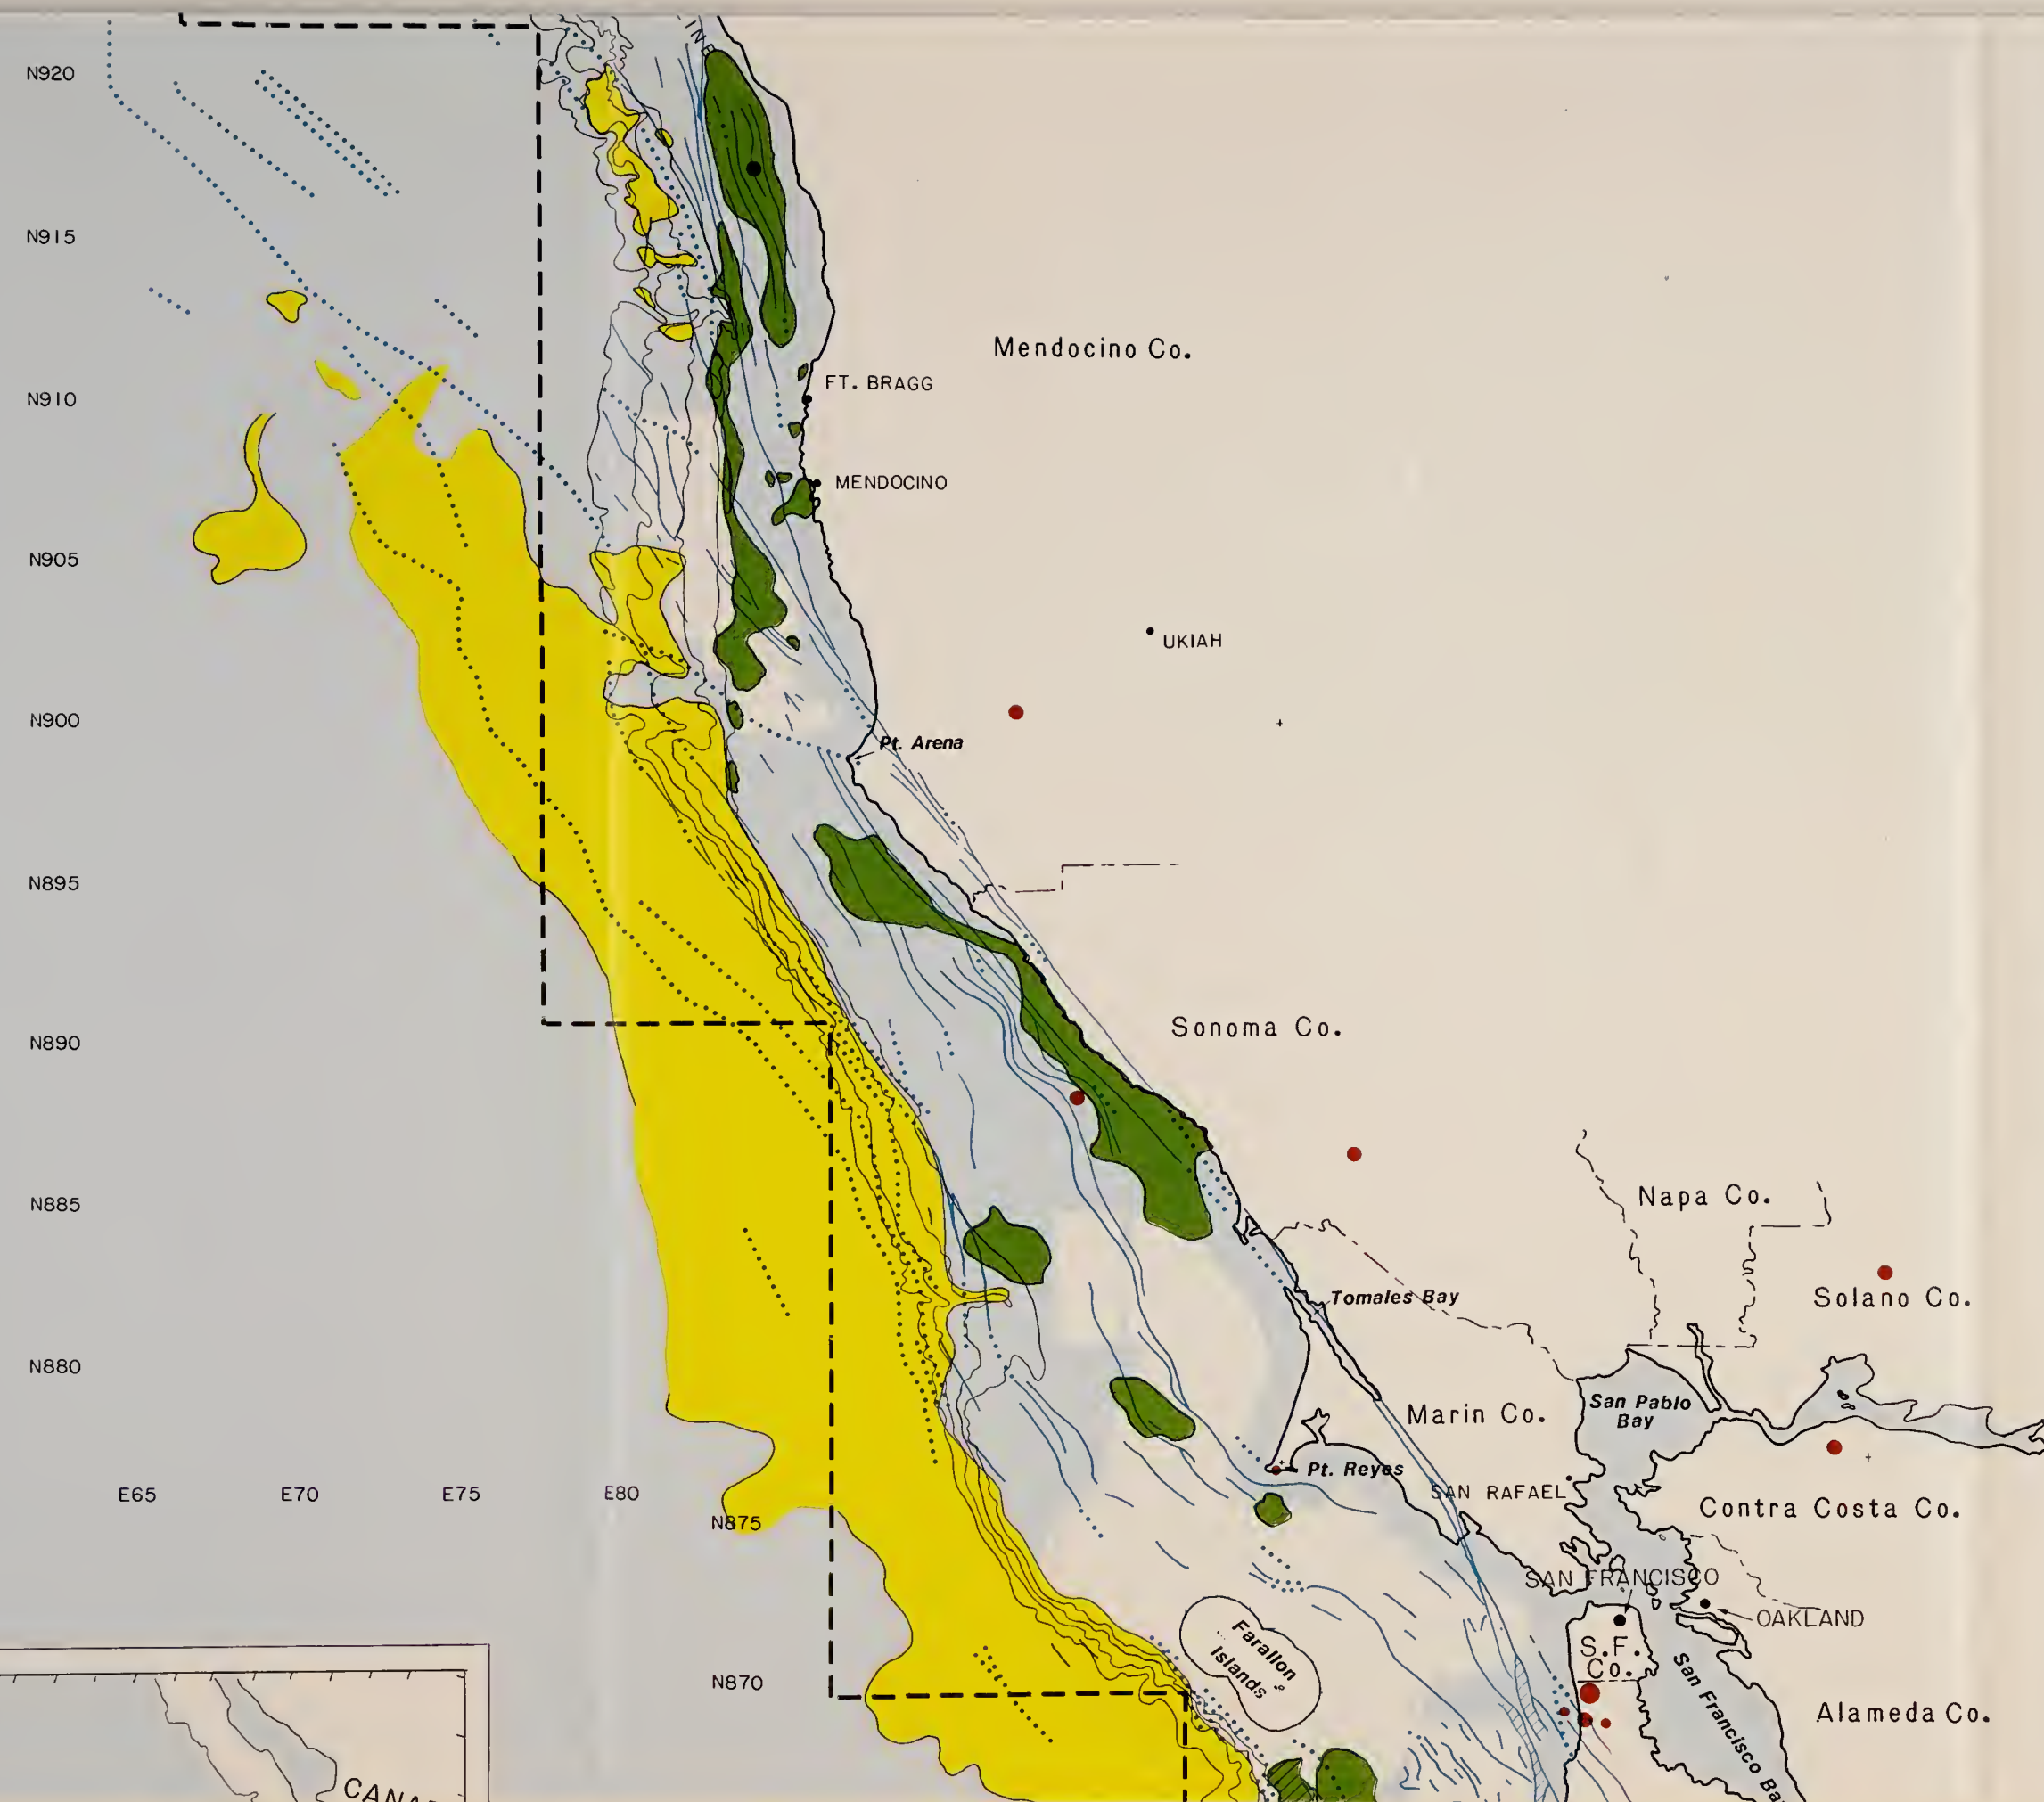 N920
N915
Mendocino Co.
FT. BRAGG
N910
MENDOCINO
N905
UKIAH
N900
Pt. Arena
N895
Sonoma Co.
N890
Napa Co.
N885
Tomales Bay
Solano Co.
N880
San Pablo
Bay
Marin Co.
Pt. Reyes
SAN RAFAEL
E65
E70
E75
E80
Contra Costa Co.
N875
SAN FRANCISCO
OAKLAND
Farallon
Islands
S.F.
Co.
N870
San Francisco
Alameda Co.